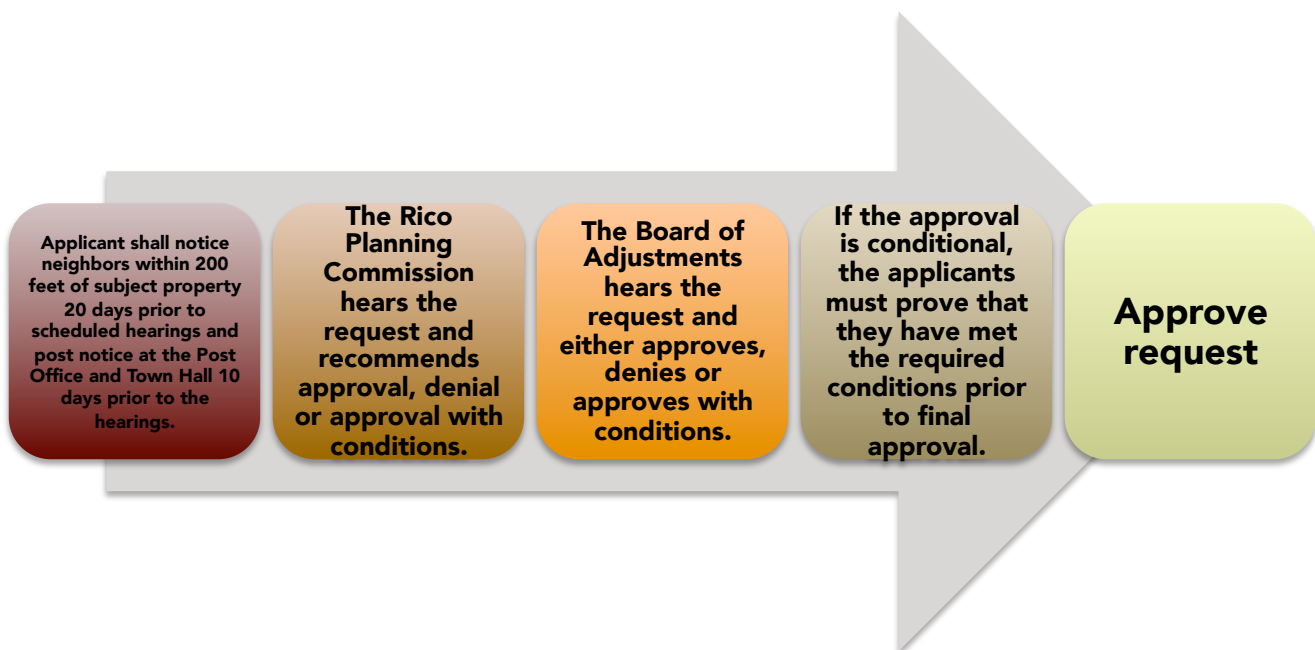 Applicant shall notice
neighbors within 200
feet of subject property
20 days prior to
scheduled hearings and
post notice at the Post
Office and Town Hall 10
days prior to the
hearings.
The Rico
Planning
Commission
hears the
request and
recommends
approval, denial
or approval with
conditions.
The Board of
Adjustments
hears the
request and
either approves,
denies or
approves with
conditions.
If the approval
is conditional,
the applicants
must prove that
they have met
the required
conditions prior
to final
approval.
Approve
request